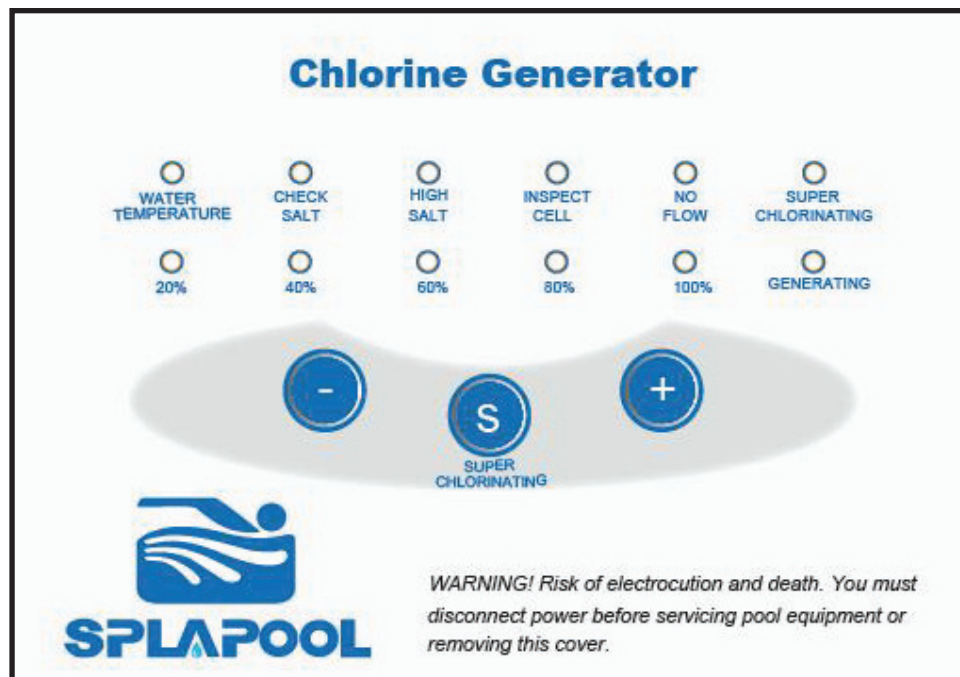 Chlorine Generator
WATER TEMPERATURE
CHECK SALT
HIGH SALT
INSPECT CELL
NO FLOW
SUPER CHLORINATING
20%
40%
60%
80%
100%
GENERATING
-
+
S
SUPER
CHLORINATING
SPLAPOOL
WARNING! Risk of electrocution and death. You must
disconnect power before servicing pool equipment or
removing this cover.